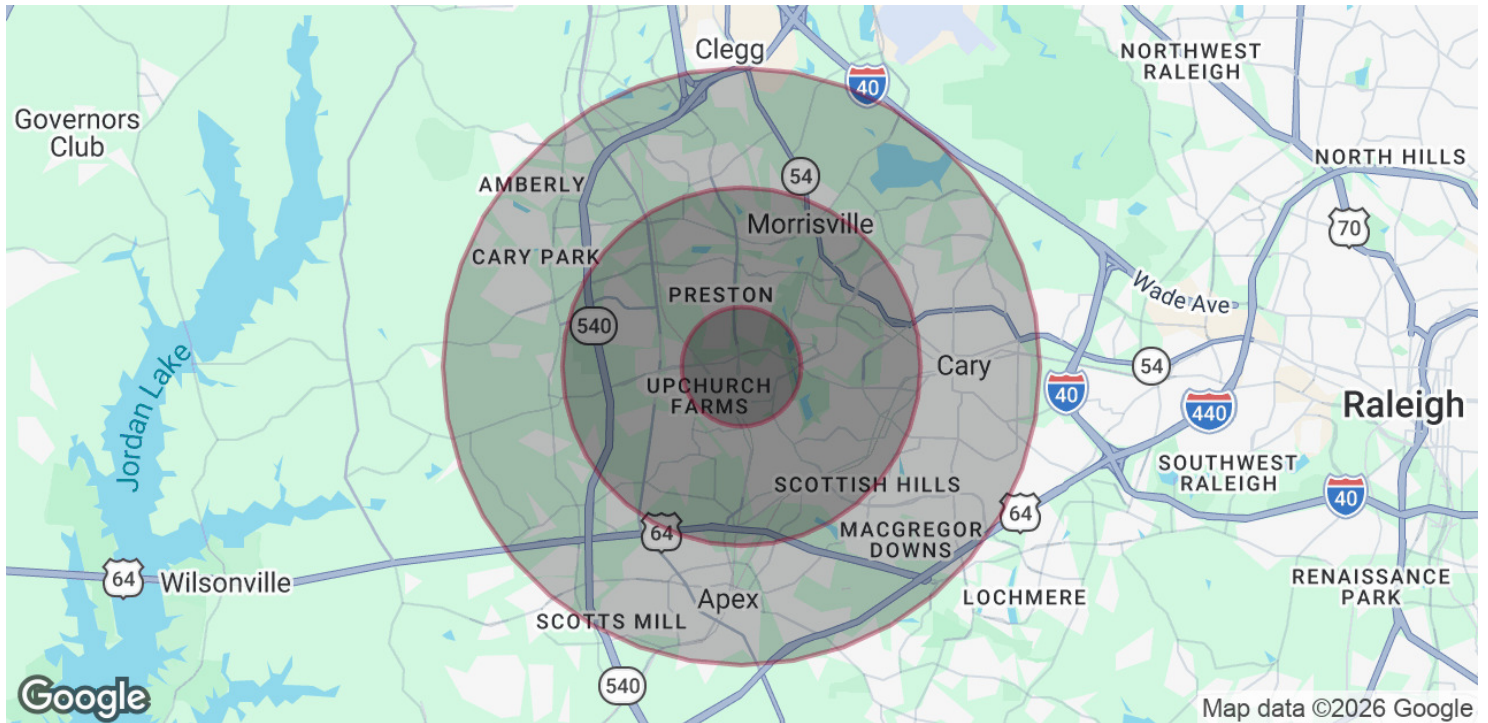 Clegg
NORTHWEST
RALEIGH
40
Governors
Club
NORTH HILLS
54
AMBERLY
Morrisville
70
CARY PARK
Wade Ave
PRESTON
540
Jordan Lake
Cary
54
UPCHURCH
FARMS
40
440
Raleigh
SOUTHWEST
RALEIGH
SCOTTISH HILLS
40
64
MACGREGOR
DOWNS
64
64
Wilsonville
RENAISSANCE
PARK
Apex
LOCHMERE
SCOTTS MILL
540
Google
Map data ©2026 Google